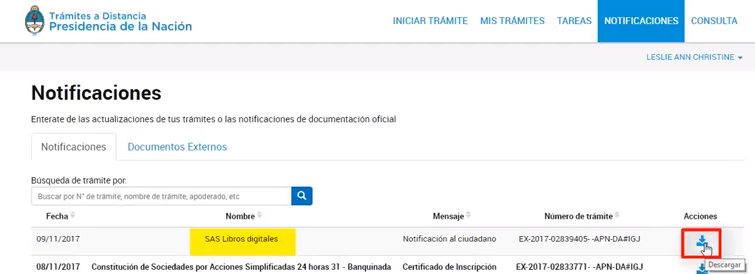 Trámites a Distancia
Presidencia de la Nación
INICIAR TRÁMITE MIS TRÁMITES TAREAS NOTIFICACIONES CONSULTA
LESLIE ANN CHRISTINE
Notificaciones
Enterate de las actualizaciones de tus trámites o las notificaciones de documentación oficial
Notificaciones Documentos Externos
Búsqueda de trámite por:
Buscar por N° de trámite, nombre de trámite, apoderado, etc
Fecha Nombre Mensaje Número de trámite Acciones
09/11/2017 SAS Libros digitales Notificación al ciudadano EX-2017-02839405- -APN-DA#IGJ
Descargar
08/11/2017 Constitución de Sociedades por Acciones Simplificadas 24 horas 31 - Banquinada Certificado de Inscripción EX-2017-02833771- -APN-DA#IGJ